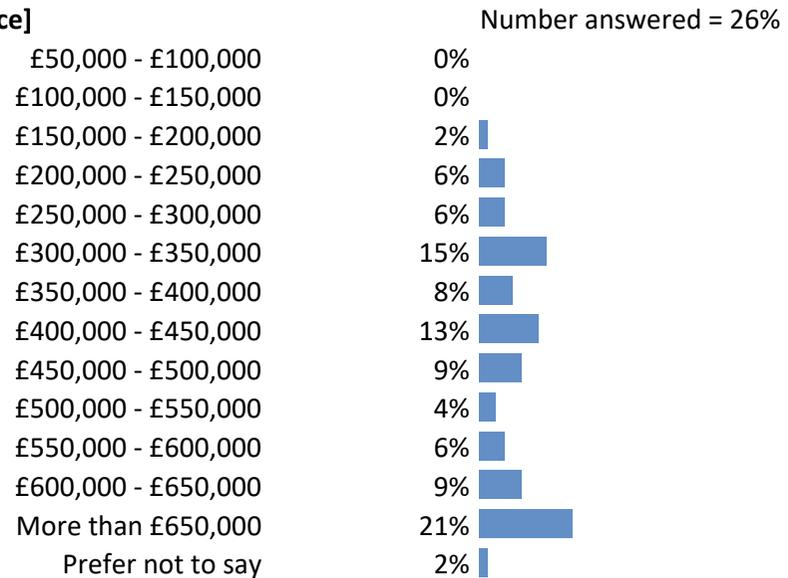 ce] Number answered = 26%
£50,000 - £100,000 0%
£100,000 - £150,000 0%
£150,000 - £200,000 2%
£200,000 - £250,000 6%
£250,000 - £300,000 6%
£300,000 - £350,000 15%
£350,000 - £400,000 8%
£400,000 - £450,000 13%
£450,000 - £500,000 9%
£500,000 - £550,000 4%
£550,000 - £600,000 6%
£600,000 - £650,000 9%
More than £650,000 21%
Prefer not to say 2%